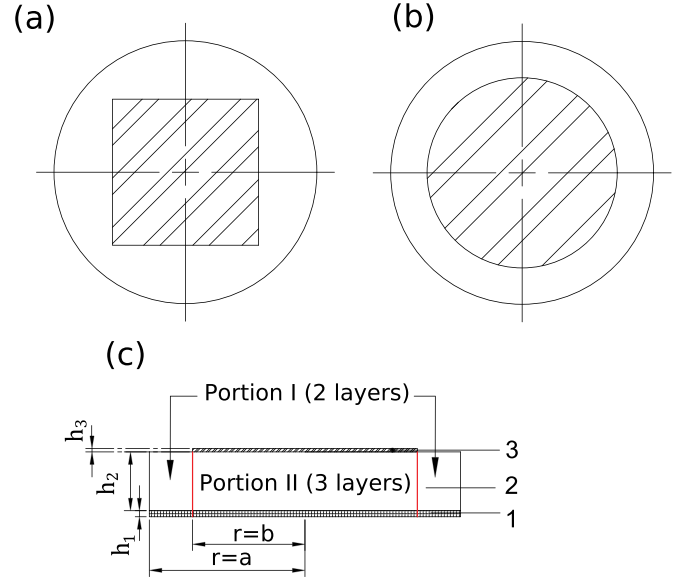 (a)
(b)
(c)
Portion I (2 layers)
h₃
3
h₂
Portion II (3 layers)
2
1
h₁
r=b
r=a